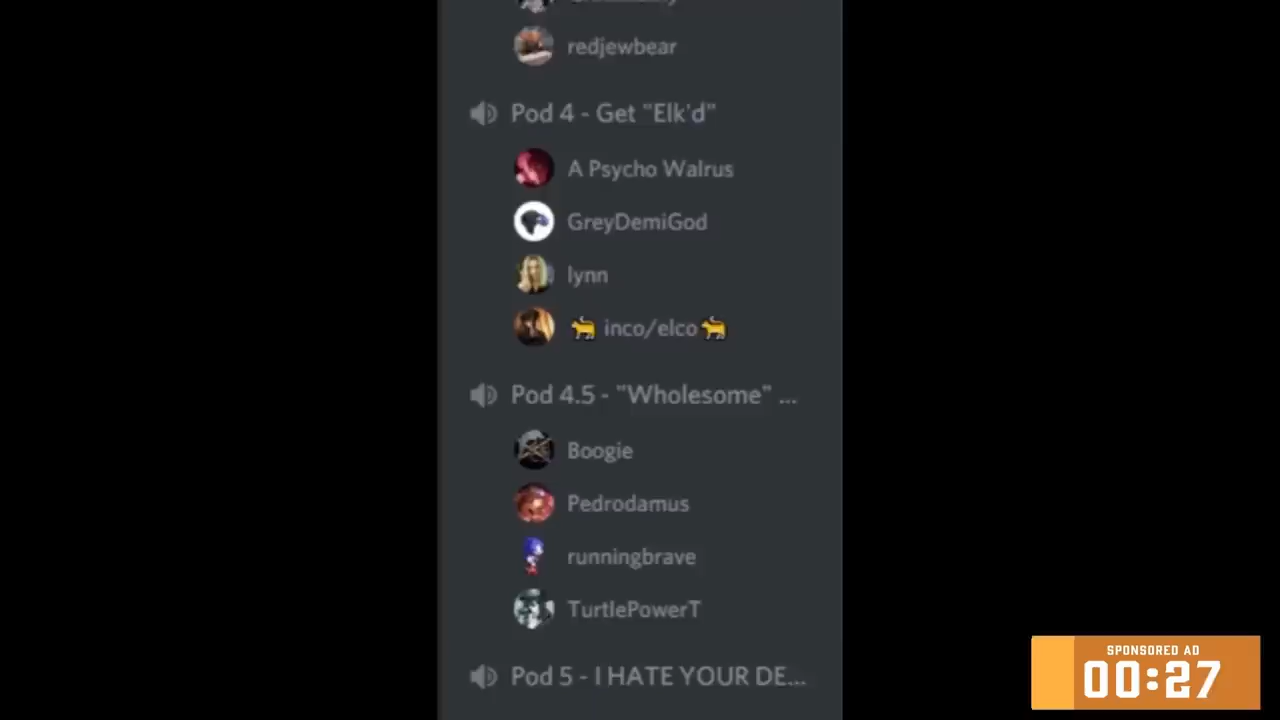 redjewbear
Pod 4 - Get "Elk'd"
A Psycho Walrus
GreyDemiGod
lynn
inco/elco
Pod 4.5 - "Wholesome" ...
Boogie
Pedrodamus
runningbrave
TurtlePowerT
Pod 5 - I HATE YOUR DE...
SPONSORED AD
00:27